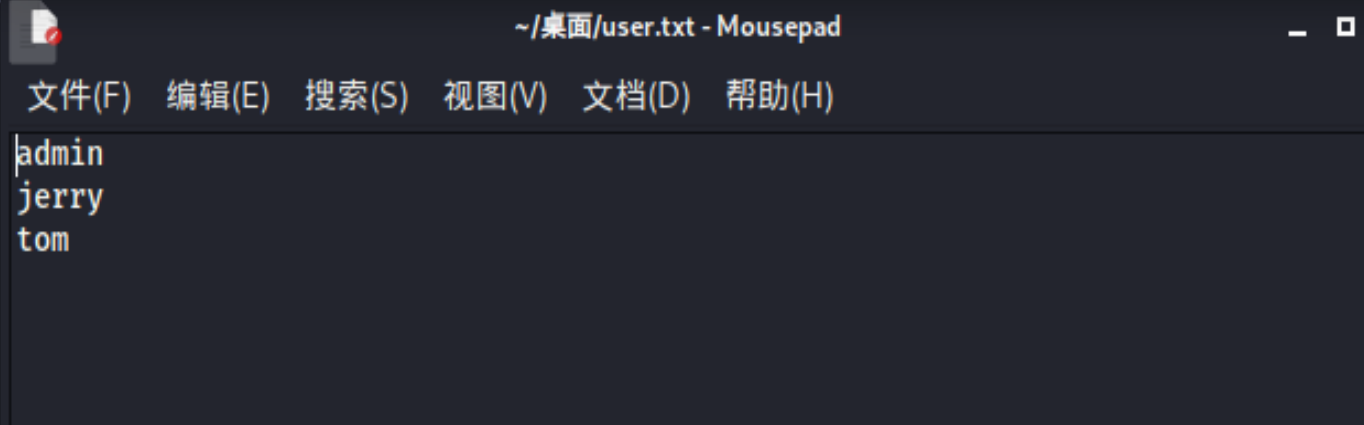 ~/桌面/user.txt - Mousepad
文件(F) 编辑(E) 搜索(S) 视图(V) 文档(D) 帮助(H)
admin
jerry
tom